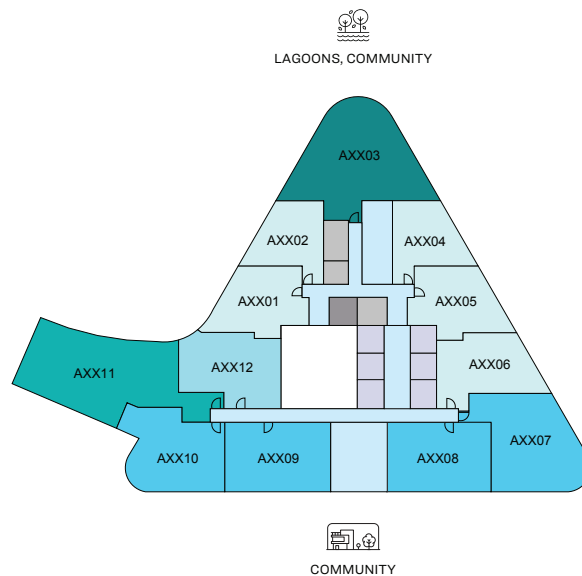 LAGOONS, COMMUNITY
AXX03
AXX02
AXX04
AXX01
AXX05
AXX11
AXX12
AXX06
AXX10
AXX09
AXX08
AXX07
COMMUNITY